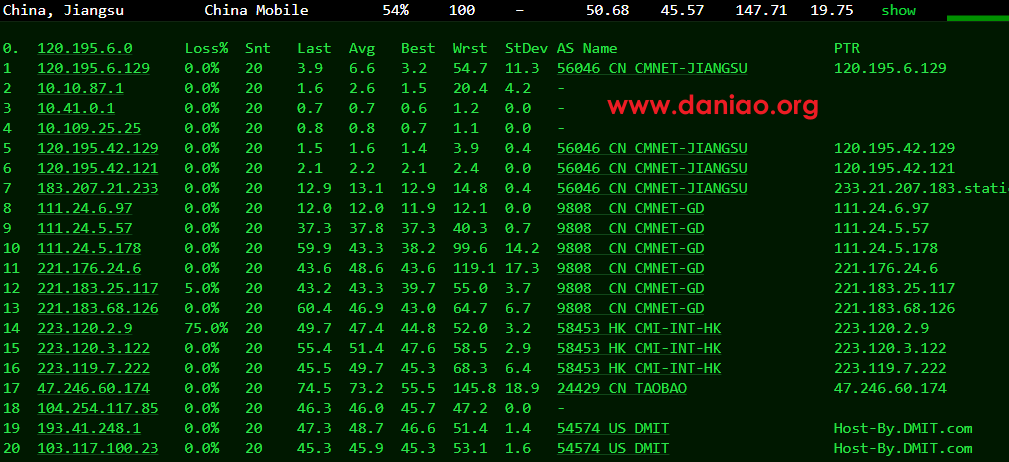 China, Jiangsu China Mobile 54% 100 – 50.68 45.57 147.71 19.75 show
0. 120.195.6.0 Loss% Snt Last Avg Best Wrst StDev AS Name PTR
1 120.195.6.129 0.0% 20 3.9 6.6 3.2 54.7 11.3 56046 CN CMNET-JIANGSU 120.195.6.129
2 10.10.87.1 0.0% 20 1.6 2.6 1.5 20.4 4.2 -
3 10.41.0.1 0.0% 20 0.7 0.7 0.6 1.2 0.0 -
www.daniao.org
4 10.109.25.25 0.0% 20 0.8 0.8 0.7 1.1 0.0 -
5 120.195.42.129 0.0% 20 1.5 1.6 1.4 3.9 0.4 56046 CN CMNET-JIANGSU 120.195.42.129
6 120.195.42.121 0.0% 20 2.1 2.2 2.1 2.4 0.0 56046 CN CMNET-JIANGSU 120.195.42.121
7 183.207.21.233 0.0% 20 12.9 13.1 12.9 14.8 0.4 56046 CN CMNET-JIANGSU 233.21.207.183.stati
8 111.24.6.97 0.0% 20 12.0 12.0 11.9 12.1 0.0 9808 CN CMNET-GD 111.24.6.97
9 111.24.5.57 0.0% 20 37.3 37.8 37.3 40.3 0.7 9808 CN CMNET-GD 111.24.5.57
10 111.24.5.178 0.0% 20 59.9 43.3 38.2 99.6 14.2 9808 CN CMNET-GD 111.24.5.178
11 221.176.24.6 0.0% 20 43.6 48.6 43.6 119.1 17.3 9808 CN CMNET-GD 221.176.24.6
12 221.183.25.117 5.0% 20 43.2 43.3 39.7 55.0 3.7 9808 CN CMNET-GD 221.183.25.117
13 221.183.68.126 0.0% 20 60.4 46.9 43.0 64.7 6.7 9808 CN CMNET-GD 221.183.68.126
14 223.120.2.9 75.0% 20 49.7 47.4 44.8 52.0 3.2 58453 HK CMI-INT-HK 223.120.2.9
15 223.120.3.122 0.0% 20 55.4 51.4 47.6 58.5 2.9 58453 HK CMI-INT-HK 223.120.3.122
16 223.119.7.222 0.0% 20 45.5 49.7 45.3 68.3 6.4 58453 HK CMI-INT-HK 223.119.7.222
17 47.246.60.174 0.0% 20 74.5 73.2 55.5 145.8 18.9 24429 CN TAOBAO 47.246.60.174
18 104.254.117.85 0.0% 20 46.3 46.0 45.7 47.2 0.0 -
19 193.41.248.1 0.0% 20 47.3 48.7 46.6 51.4 1.4 54574 US DMIT Host-By.DMIT.com
20 103.117.100.23 0.0% 20 45.3 45.9 45.3 53.1 1.6 54574 US DMIT Host-By.DMIT.com